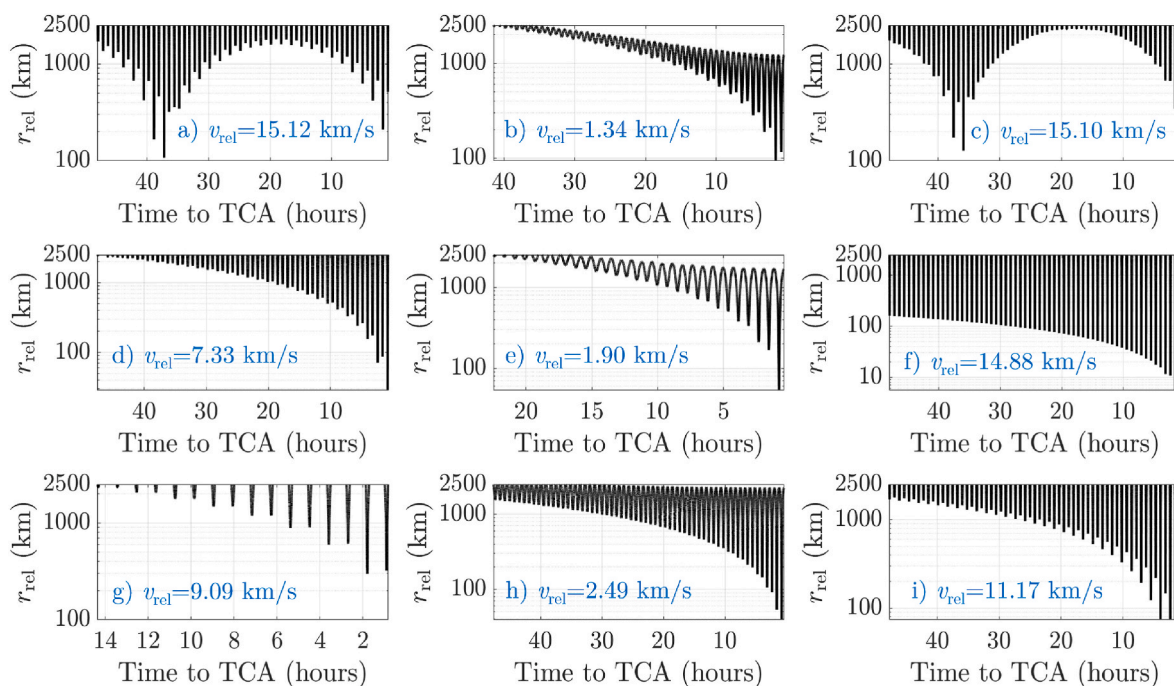 2500
1000
100
r_rel (km)
a) v_rel=15.12 km/s
40 30 20 10
Time to TCA (hours)
2500
1000
100
r_rel (km)
b) v_rel=1.34 km/s
40 30 20 10
Time to TCA (hours)
2500
1000
100
r_rel (km)
c) v_rel=15.10 km/s
40 30 20 10
Time to TCA (hours)
2500
1000
100
r_rel (km)
d) v_rel=7.33 km/s
40 30 20 10
Time to TCA (hours)
2500
1000
100
r_rel (km)
e) v_rel=1.90 km/s
20 15 10 5
Time to TCA (hours)
2500
1000
100
10
r_rel (km)
f) v_rel=14.88 km/s
40 30 20 10
Time to TCA (hours)
2500
1000
100
r_rel (km)
g) v_rel=9.09 km/s
14 12 10 8 6 4 2
Time to TCA (hours)
2500
1000
100
r_rel (km)
h) v_rel=2.49 km/s
40 30 20 10
Time to TCA (hours)
2500
1000
100
r_rel (km)
i) v_rel=11.17 km/s
40 30 20 10
Time to TCA (hours)